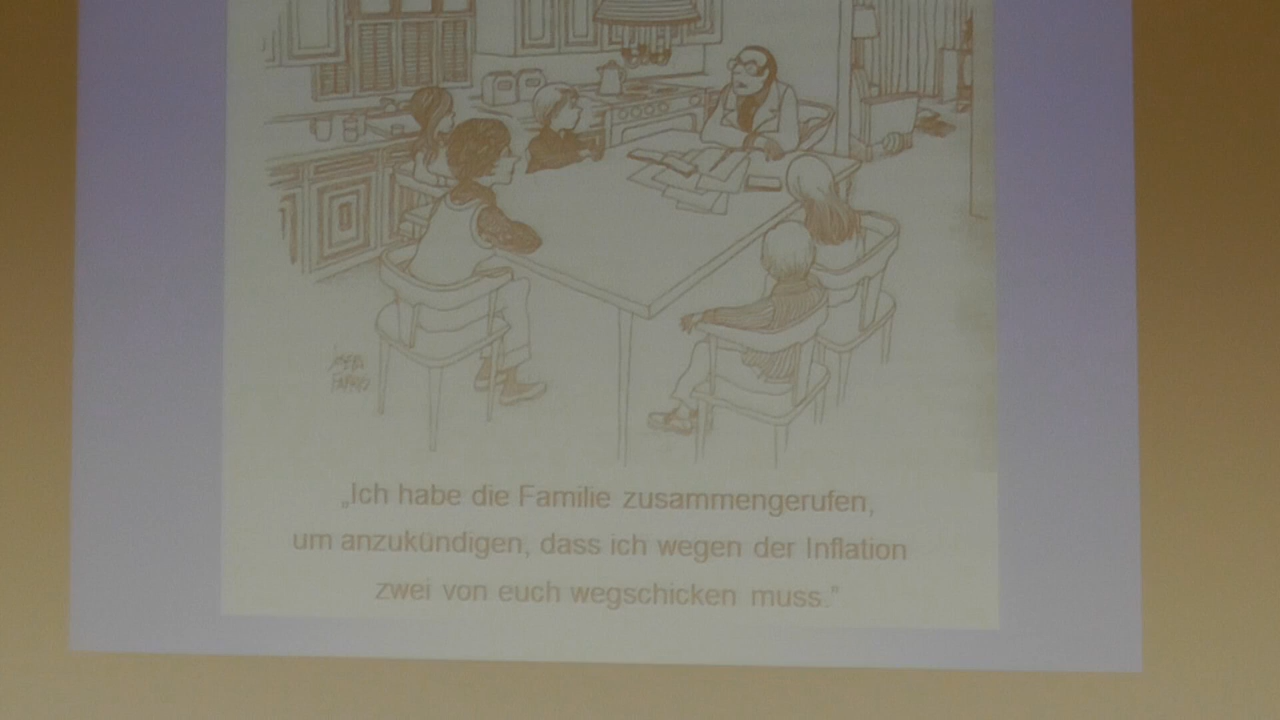 „Ich habe die Familie zusammengerufen,
um anzukündigen, dass ich wegen der Inflation
zwei von euch wegschicken muss."